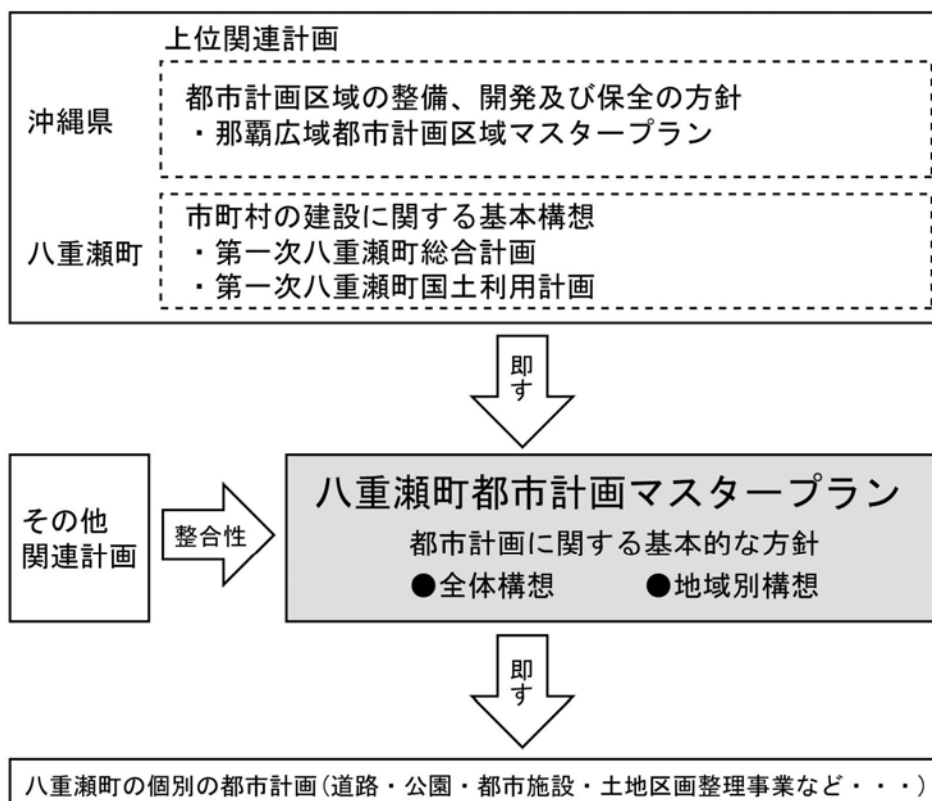 上位関連計画
沖縄県
都市計画区域の整備、開発及び保全の方針
・那覇広域都市計画区域マスタープラン
八重瀬町
市町村の建設に関する基本構想
・第一次八重瀬町総合計画
・第一次八重瀬町国土利用計画
即す
その他
関連計画
整合性
八重瀬町都市計画マスタープラン
都市計画に関する基本的な方針
●全体構想 ●地域別構想
即す
八重瀬町の個別の都市計画(道路・公園・都市施設・土地区画整理事業など・・・)